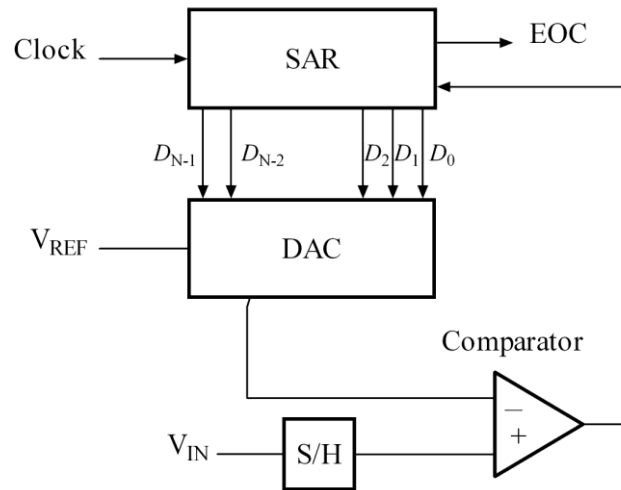 EOC
Clock
SAR
D_N-1 D_N-2 D_2 D_1 D_0
V_REF
DAC
Comparator
−
+
V_IN
S/H